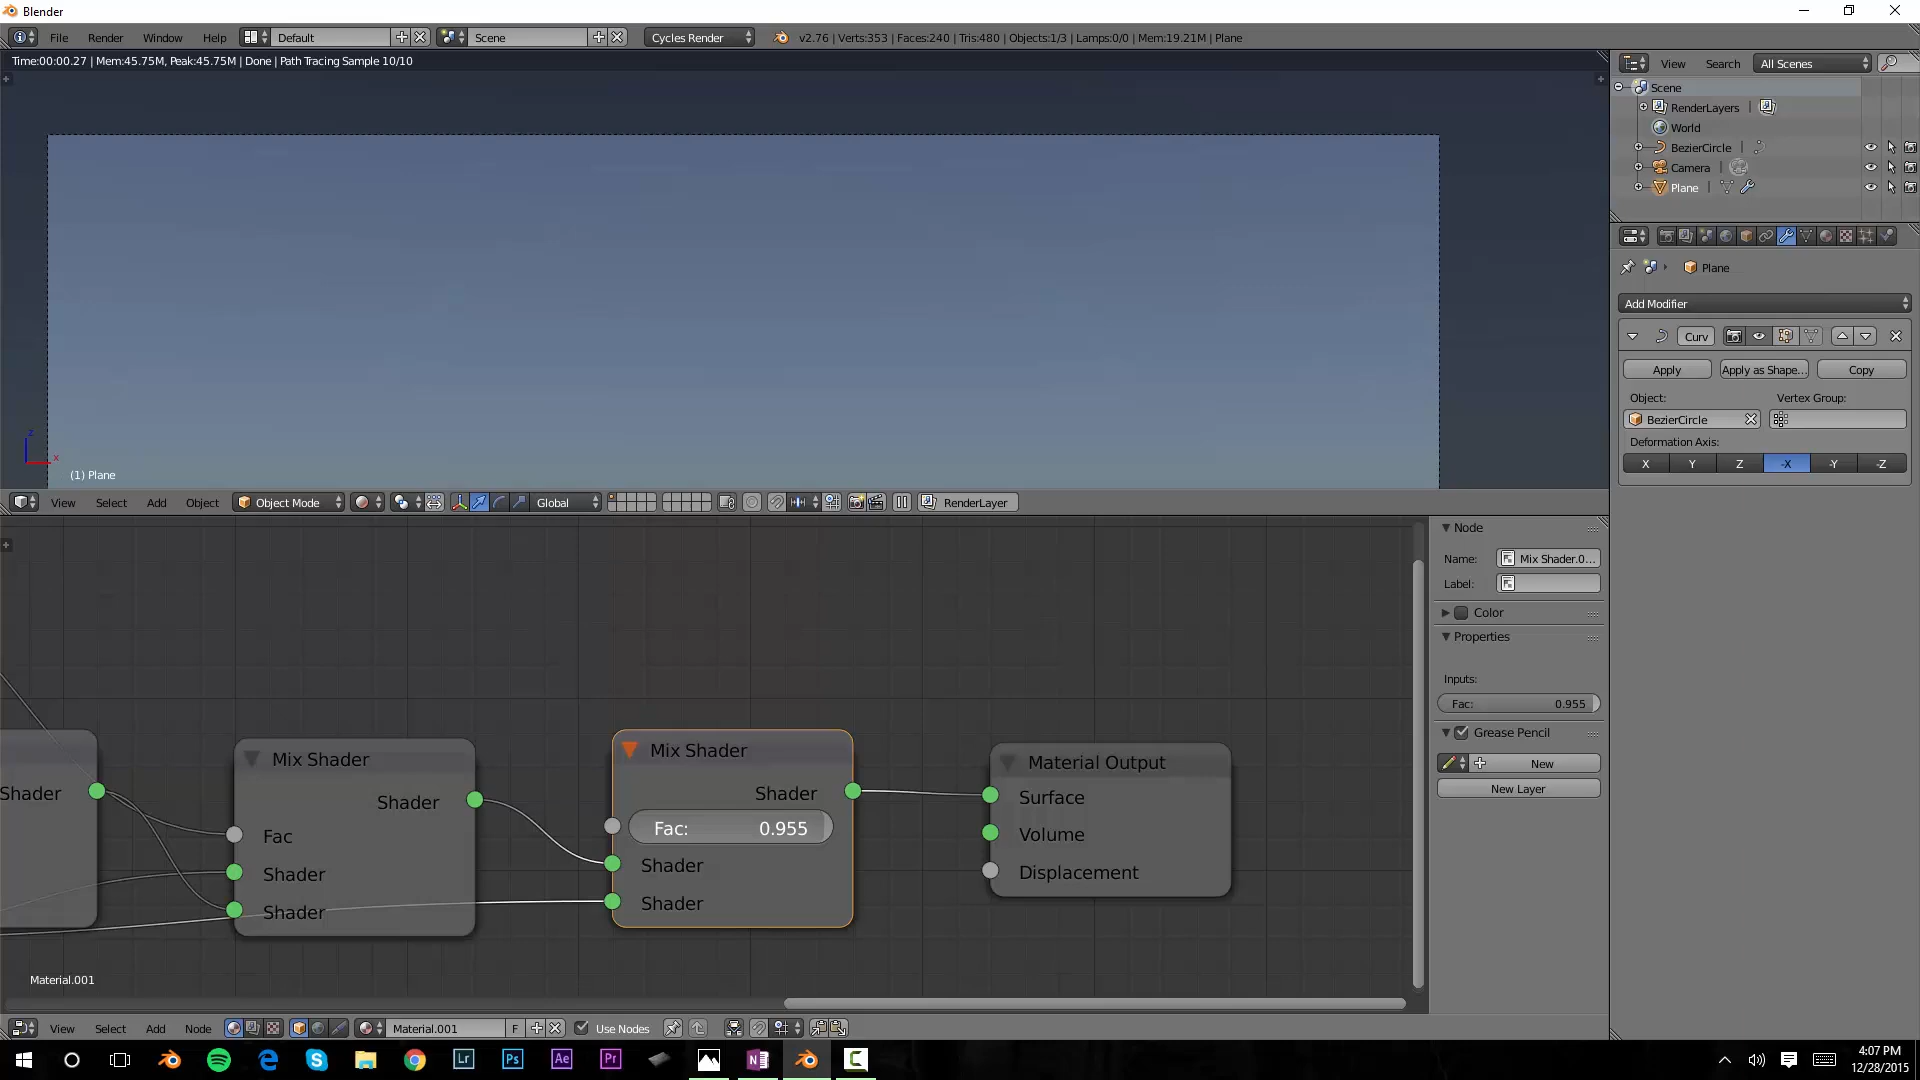 Blender
File Render Window Help Default Scene Cycles Render v2.76 | Verts:353 | Faces:240 | Tris:480 | Objects:1/3 | Lamps:0/0 | Mem:19.21M | Plane
Time:00:00.27 | Mem:45.75M, Peak:45.75M | Done | Path Tracing Sample 10/10
z
x
(1) Plane
View Select Add Object Object Mode Global RenderLayer
View Search All Scenes
Scene
RenderLayers |
World
BezierCircle |
Camera |
Plane |
Plane
Add Modifier
Curv
Apply Apply as Shape... Copy
Object: Vertex Group:
BezierCircle
Deformation Axis:
X Y Z -X -Y -Z
Node
Name: Mix Shader.0...
Label:
Color
Properties
Inputs:
Fac: 0.955
Grease Pencil
New
New Layer
Shader
Mix Shader
Shader
Fac
Shader
Shader
Mix Shader
Shader
Fac: 0.955
Shader
Shader
Material Output
Surface
Volume
Displacement
Material.001
View Select Add Node Material.001 F Use Nodes
Lr Ps Ae Pr
4:07 PM
12/28/2015